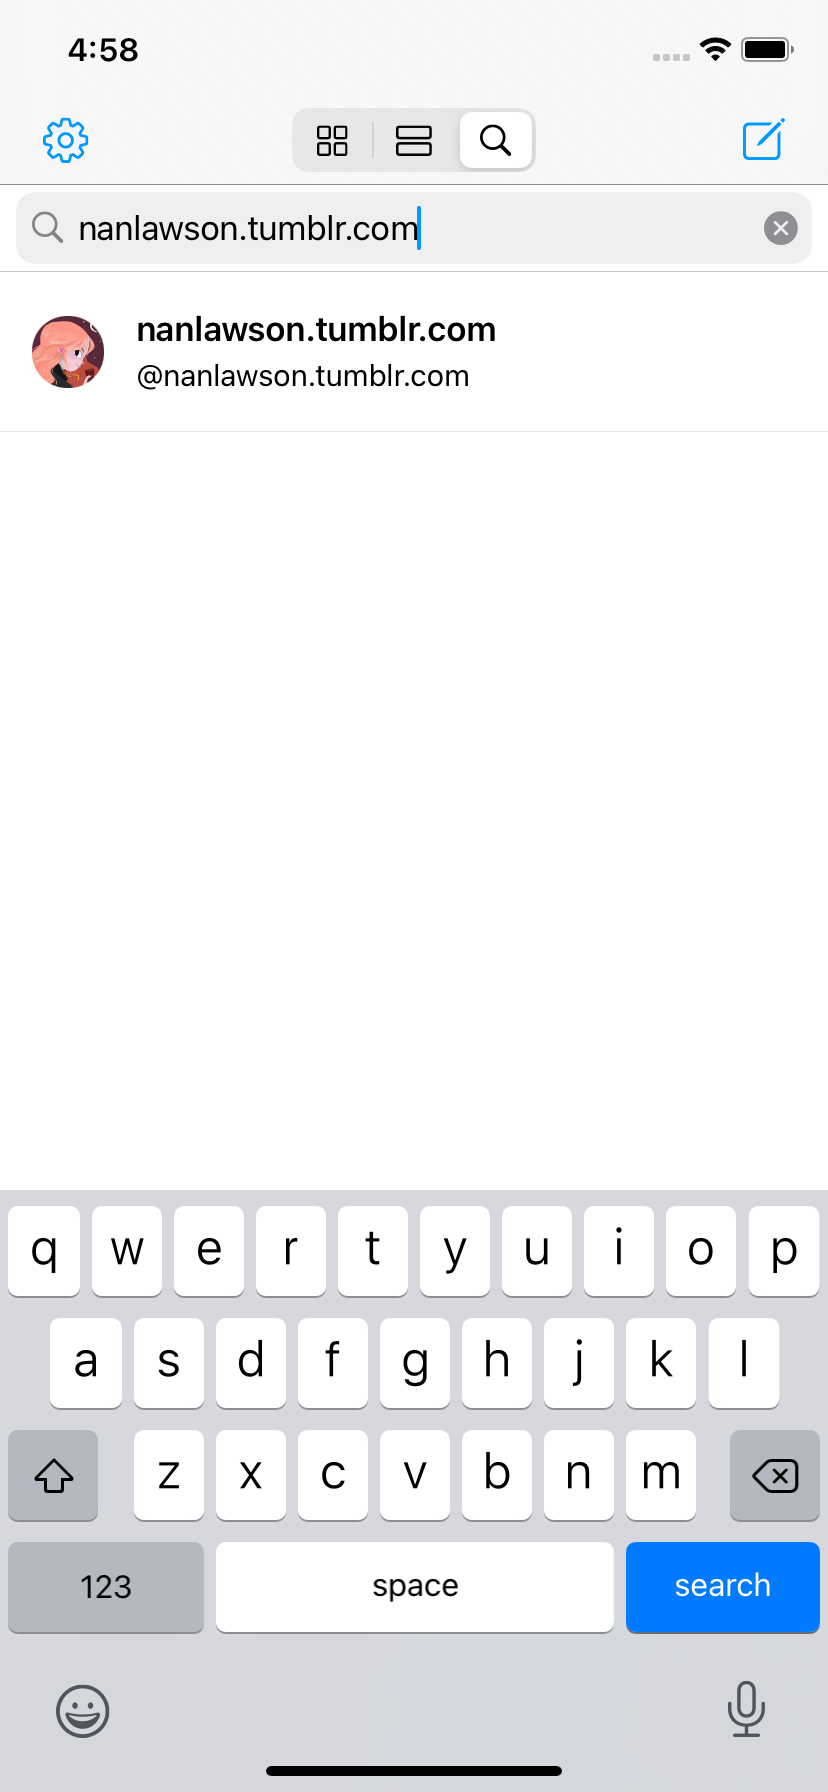 4:58
nanlawson.tumblr.com
nanlawson.tumblr.com
@nanlawson.tumblr.com
q w e r t y u i o p
a s d f g h j k l
z x c v b n m
123 space search